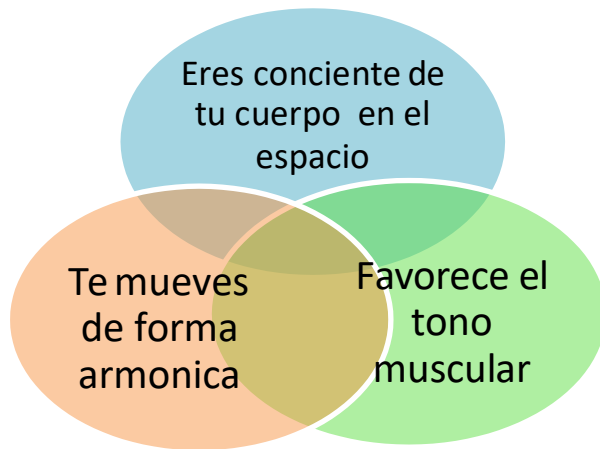 Eres conciente de
tu cuerpo en el
espacio
Te mueves
de forma
armonica
Favorece el
tono
muscular